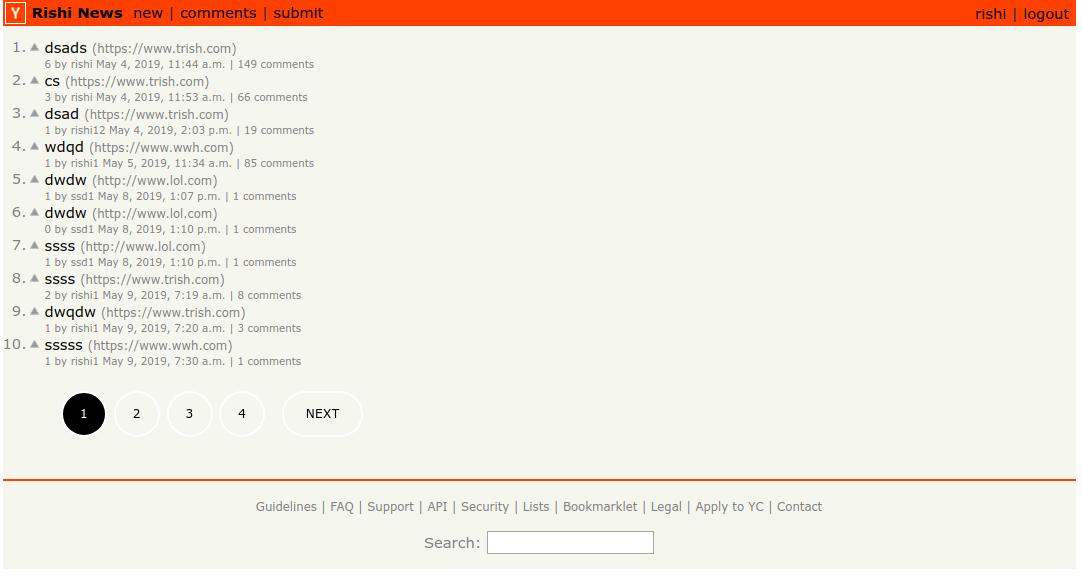 Y Rishi News new | comments | submit rishi | logout
1. dsads (https://www.trish.com)
6 by rishi May 4, 2019, 11:44 a.m. | 149 comments
2. cs (https://www.trish.com)
3 by rishi May 4, 2019, 11:53 a.m. | 66 comments
3. dsad (https://www.trish.com)
1 by rishi12 May 4, 2019, 2:03 p.m. | 19 comments
4. wdqd (https://www.wwh.com)
1 by rishi1 May 5, 2019, 11:34 a.m. | 85 comments
5. dwdw (http://www.lol.com)
1 by ssd1 May 8, 2019, 1:07 p.m. | 1 comments
6. dwdw (http://www.lol.com)
0 by ssd1 May 8, 2019, 1:10 p.m. | 1 comments
7. ssss (http://www.lol.com)
1 by ssd1 May 8, 2019, 1:10 p.m. | 1 comments
8. ssss (https://www.trish.com)
2 by rishi1 May 9, 2019, 7:19 a.m. | 8 comments
9. dwqdw (https://www.trish.com)
1 by rishi1 May 9, 2019, 7:20 a.m. | 3 comments
10. sssss (https://www.wwh.com)
1 by rishi1 May 9, 2019, 7:30 a.m. | 1 comments
1 2 3 4 NEXT
Guidelines | FAQ | Support | API | Security | Lists | Bookmarklet | Legal | Apply to YC | Contact
Search: